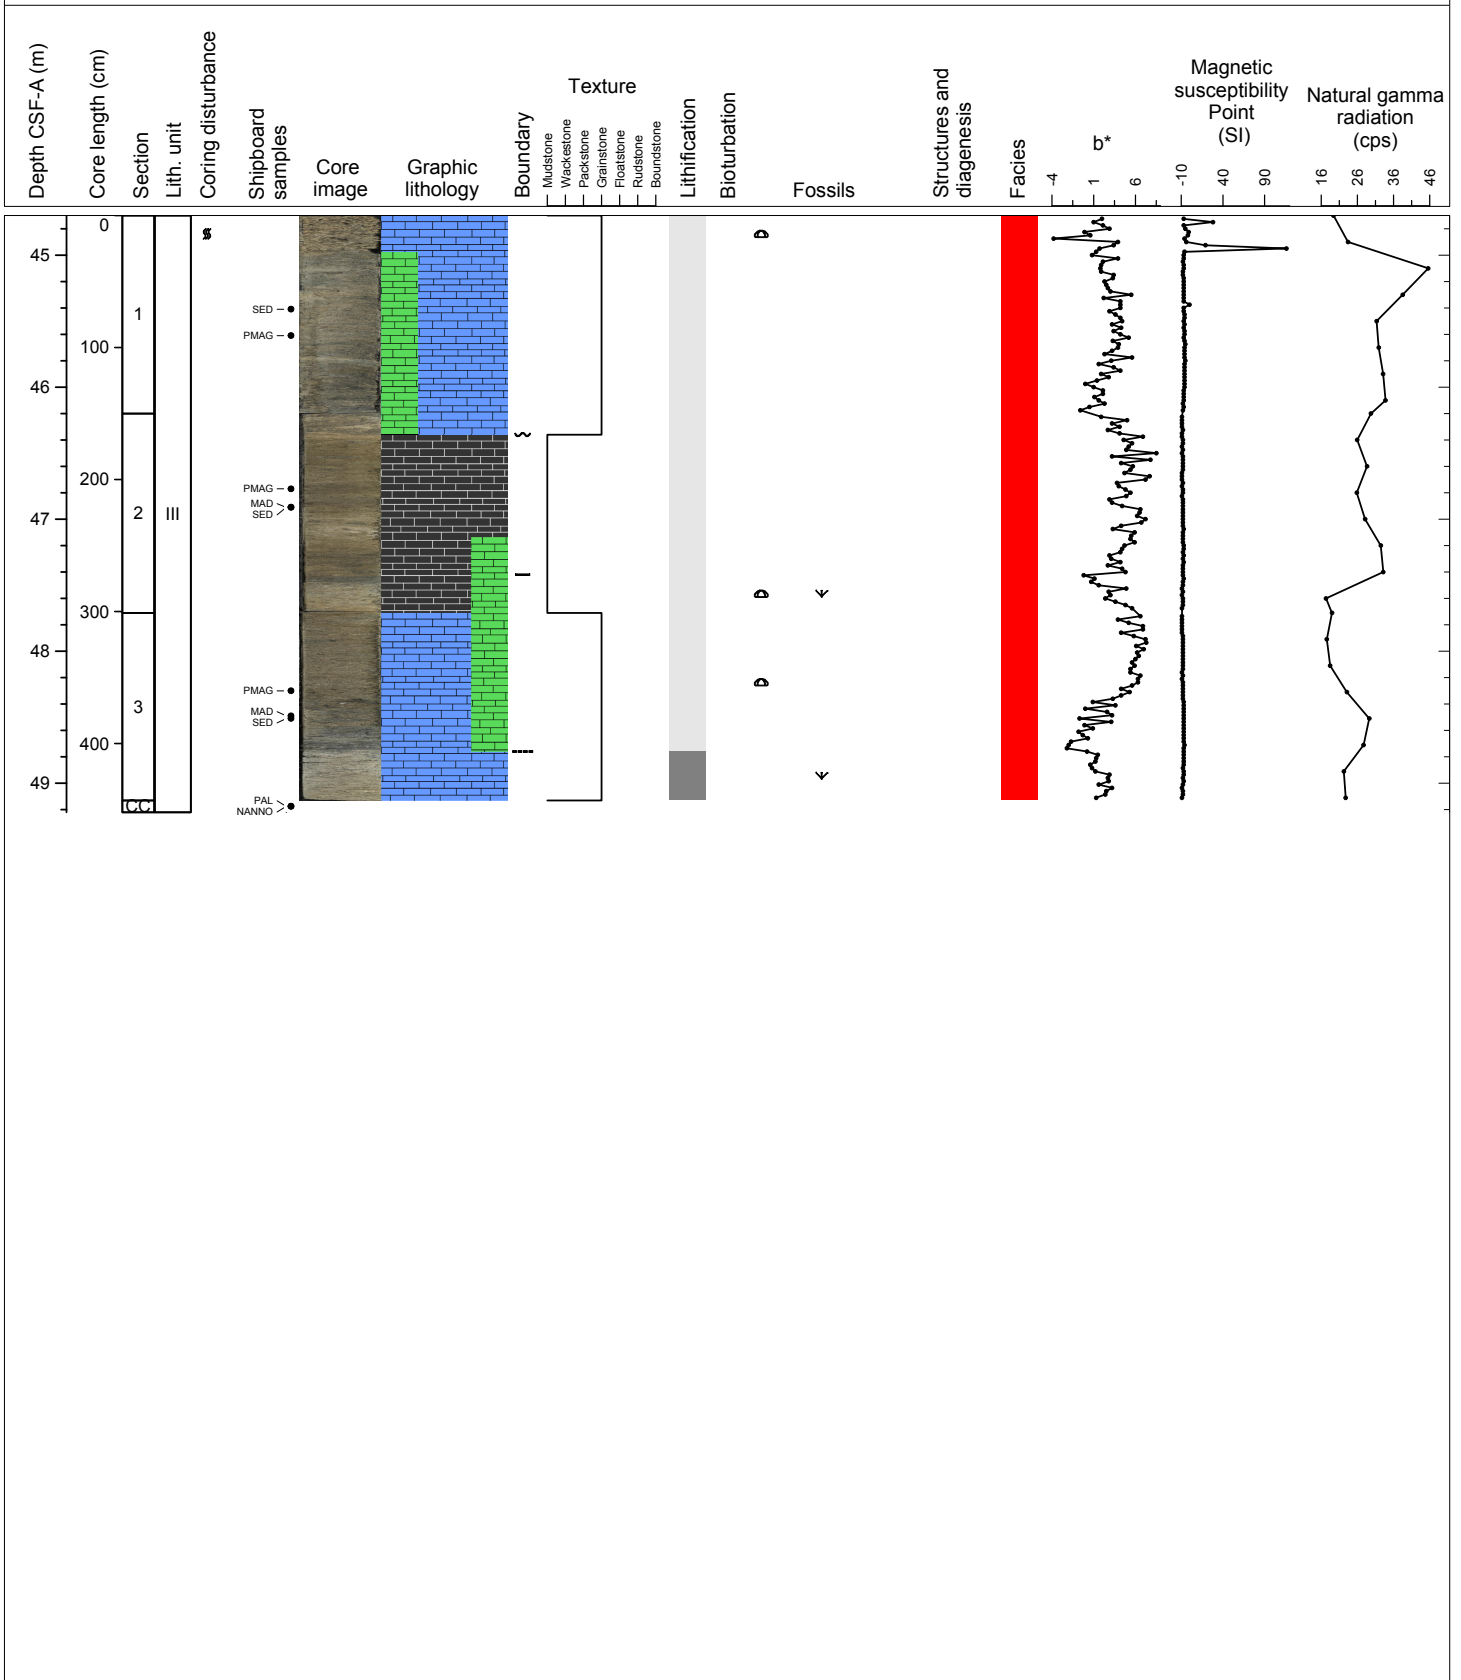 Depth CSF-A (m)
Core length (cm)
Section
Lith. unit
Coring disturbance
Shipboard
samples
Core
image
Graphic
lithology
Boundary
Texture
Mudstone
Wackestone
Packstone
Grainstone
Floatstone
Rudstone
Boundstone
Lithification
Bioturbation
Fossils
Structures and
diagenesis
Facies
b*
-4 1 6
Magnetic
susceptibility
Point
(SI)
-10 40 90
Natural gamma
radiation
(cps)
16 26 36 46
0
45
SED
1
PMAG
100
46
200
PMAG
MAD
SED
2
III
47
300
48
PMAG
3
MAD
SED
400
49
PAL
CC
NANNO